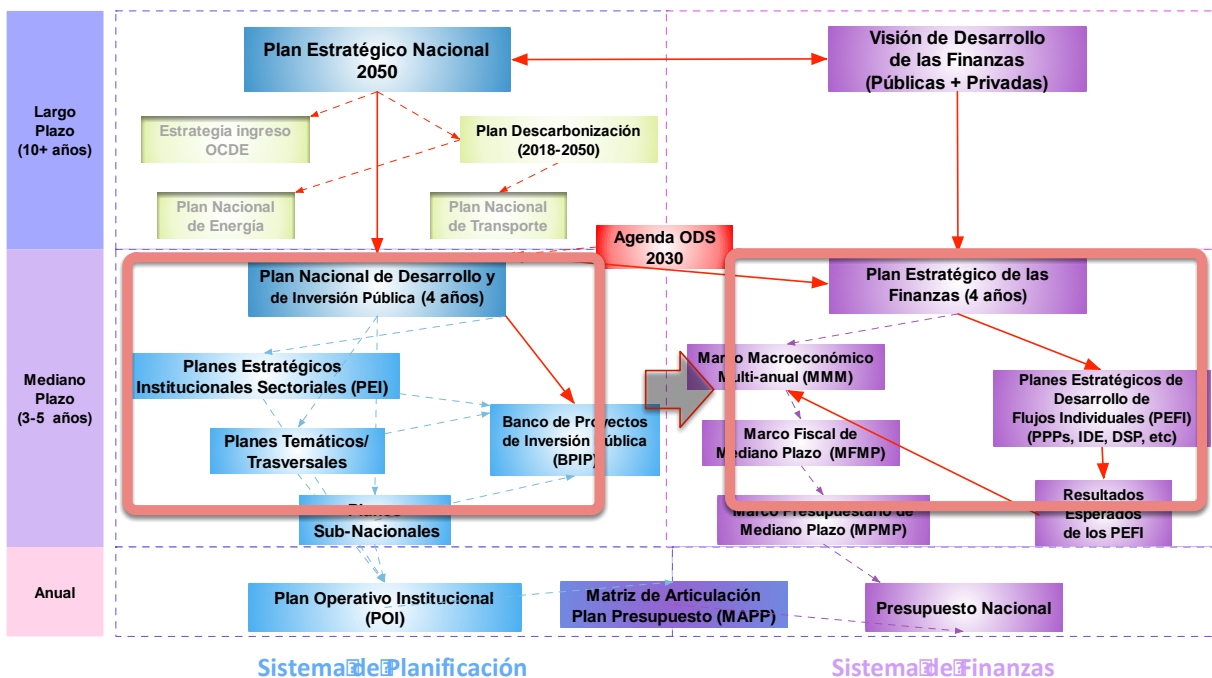 Plan Estratégico Nacional
2050
Visión de Desarrollo
de las Finanzas
(Públicas + Privadas)
Largo
Plazo
(10+ años)
Estrategia ingreso
OCDE
Plan Descarbonización
(2018-2050)
Plan Nacional
de Energía
Plan Nacional
de Transporte
Agenda ODS
2030
Mediano
Plazo
(3-5 años)
Plan Nacional de Desarrollo y
de Inversión Pública (4 años)
Planes Estratégicos
Institucionales Sectoriales (PEI)
Planes Temáticos/
Trasversales
Banco de Proyectos
de Inversión Pública
(BPIP)
Planes
Sub-Nacionales
Plan Estratégico de las
Finanzas (4 años)
Marco Macroeconómico
Multi-anual (MMM)
Planes Estratégicos de
Desarrollo de
Flujos Individuales (PEFI)
(PPPs, IDE, DSP, etc)
Marco Fiscal de
Mediano Plazo (MFMP)
Marco Presupuestario de
Mediano Plazo (MPMP)
Resultados
Esperados
de los PEFI
Anual
Plan Operativo Institucional
(POI)
Matriz de Articulación
Plan Presupuesto (MAPP)
Presupuesto Nacional
Sistema de Planificación
Sistema de Finanzas